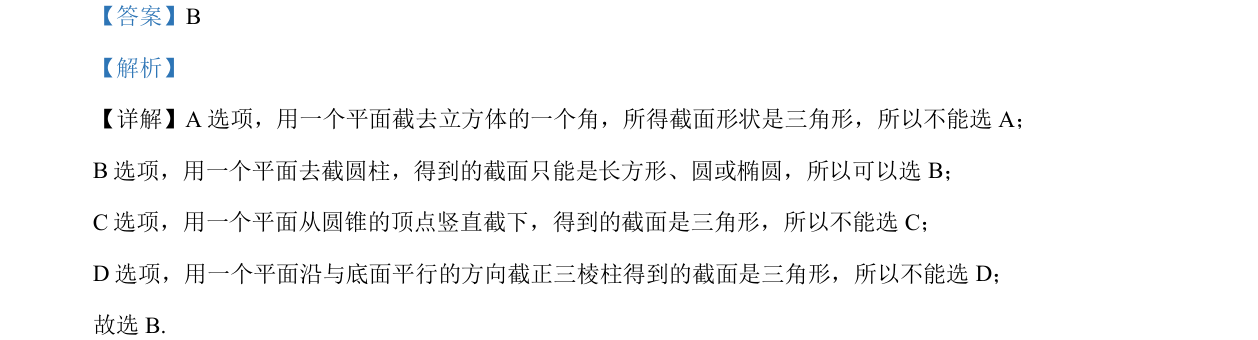 【答案】B
【解析】
【详解】A 选项，用一个平面截去立方体的一个角，所得截面形状是三角形，所以不能选 A；
B 选项，用一个平面去截圆柱，得到的截面只能是长方形、圆或椭圆，所以可以选 B；
C 选项，用一个平面从圆锥的顶点竖直截下，得到的截面是三角形，所以不能选 C；
D 选项，用一个平面沿与底面平行的方向截正三棱柱得到的截面是三角形，所以不能选 D；
故选 B.